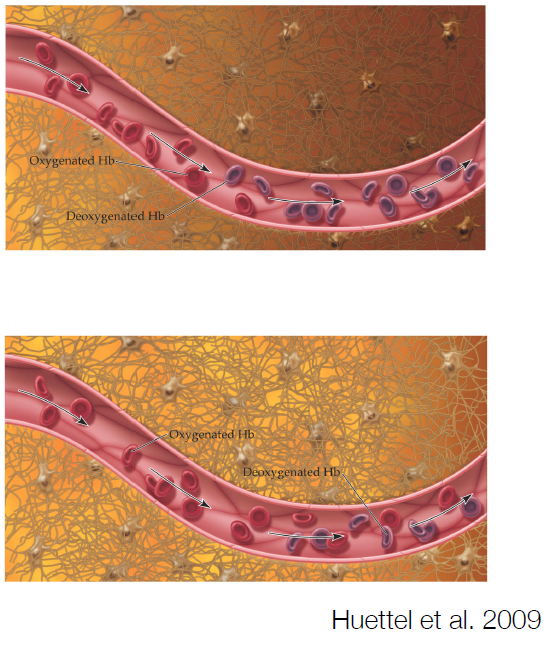 Oxygenated Hb
Deoxygenated Hb
Oxygenated Hb
Deoxygenated Hb
Huettel et al. 2009